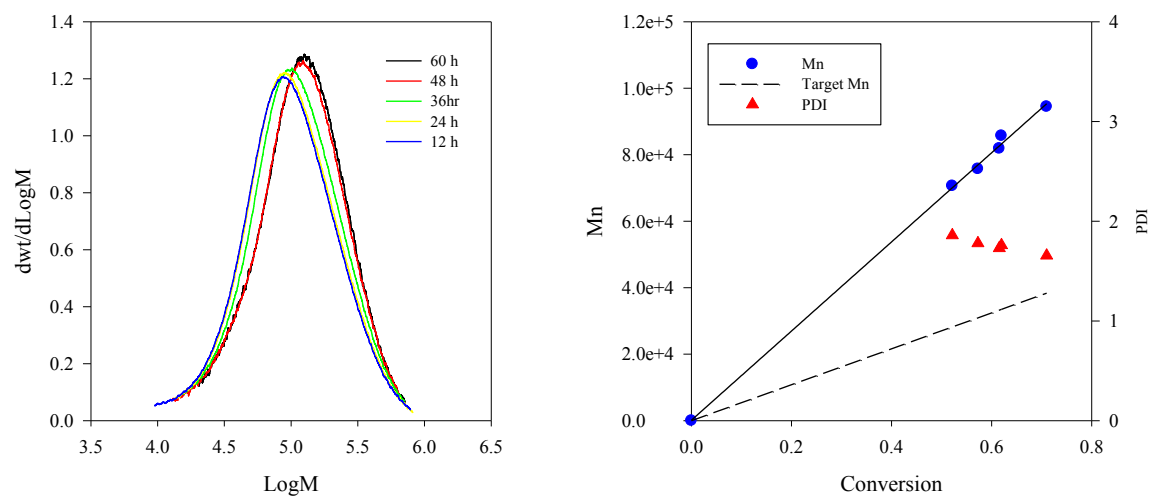 1.4
1.2
1.0
0.8
0.6
0.4
0.2
0.0
dwt/dLogM
60 h
48 h
36hr
24 h
12 h
3.5 4.0 4.5 5.0 5.5 6.0 6.5
LogM
1.2e+5
1.0e+5
8.0e+4
6.0e+4
4.0e+4
2.0e+4
0.0
Mn
Mn
Target Mn
PDI
4
3
2
1
0
PDI
0.0 0.2 0.4 0.6 0.8
Conversion